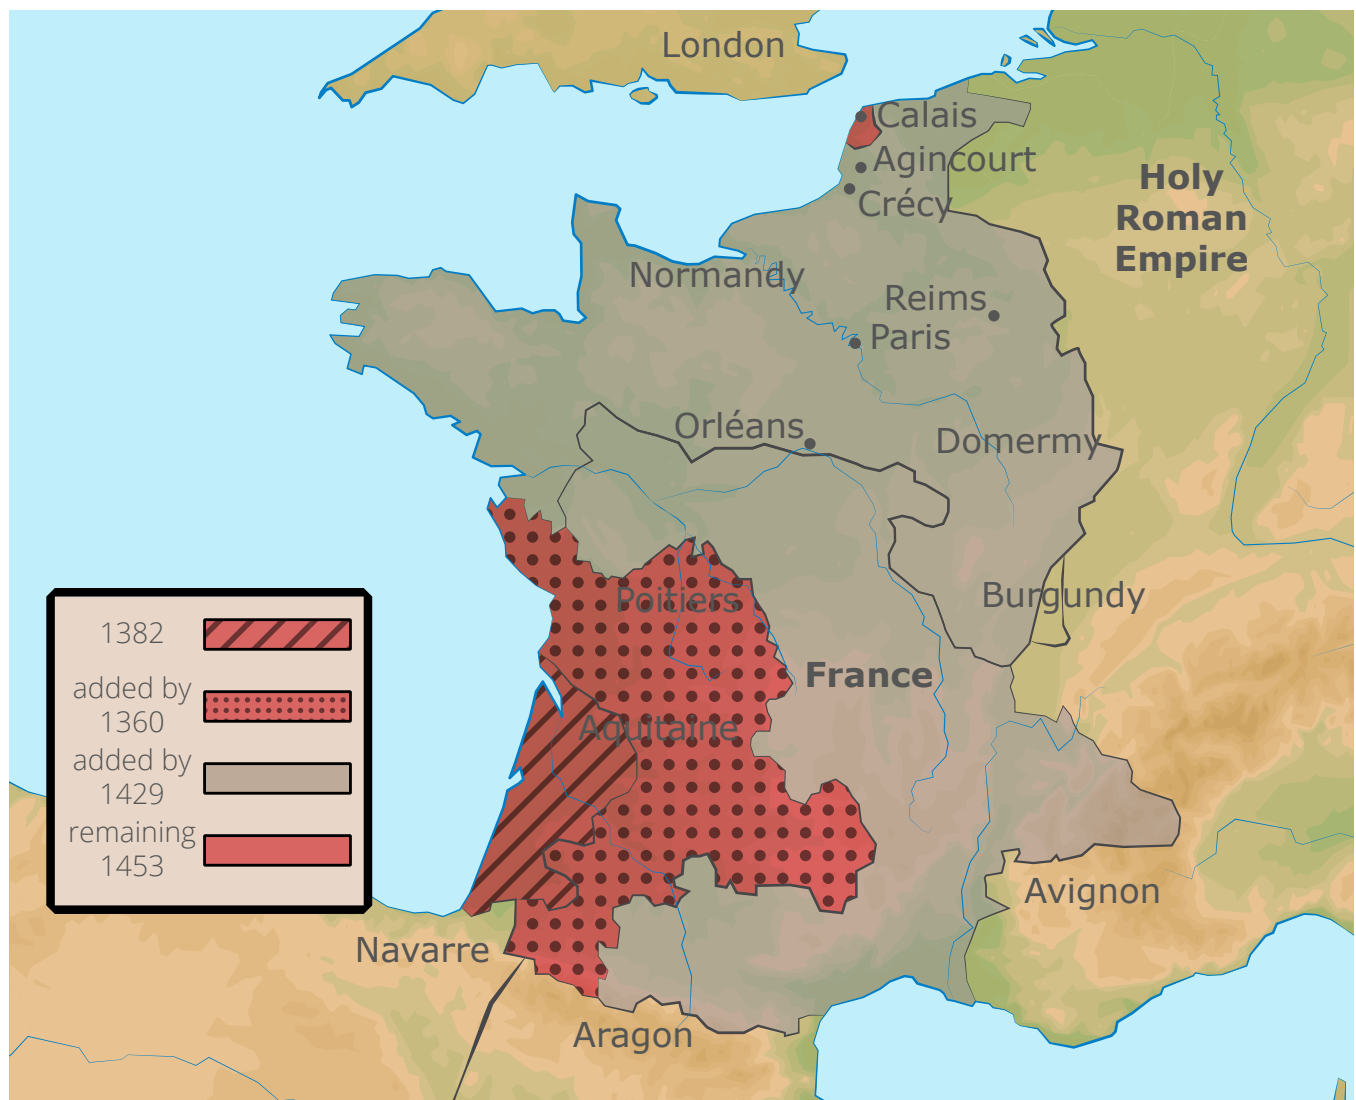 London
Calais
Agincourt
Crécy
Holy
Roman
Empire
Normandy
Reims
Paris
Orléans
Domermy
Burgundy
Poitiers
France
Aquitaine
Avignon
Navarre
Aragon
1382
added by
1360
added by
1429
remaining
1453